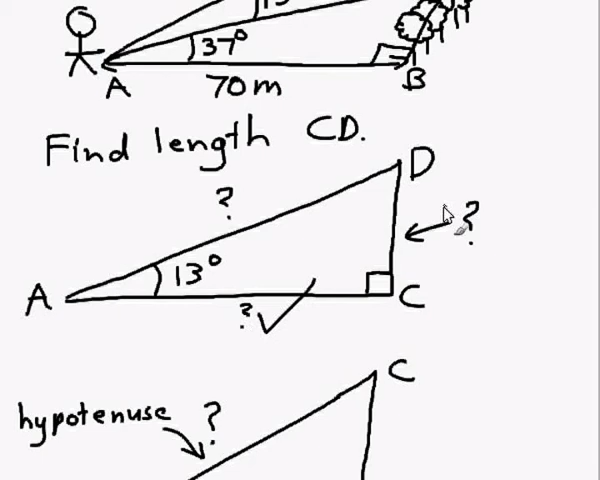 37°
A
70m
B
Find length CD.
D
?
?
13°
A
C
?
C
hypotenuse ?